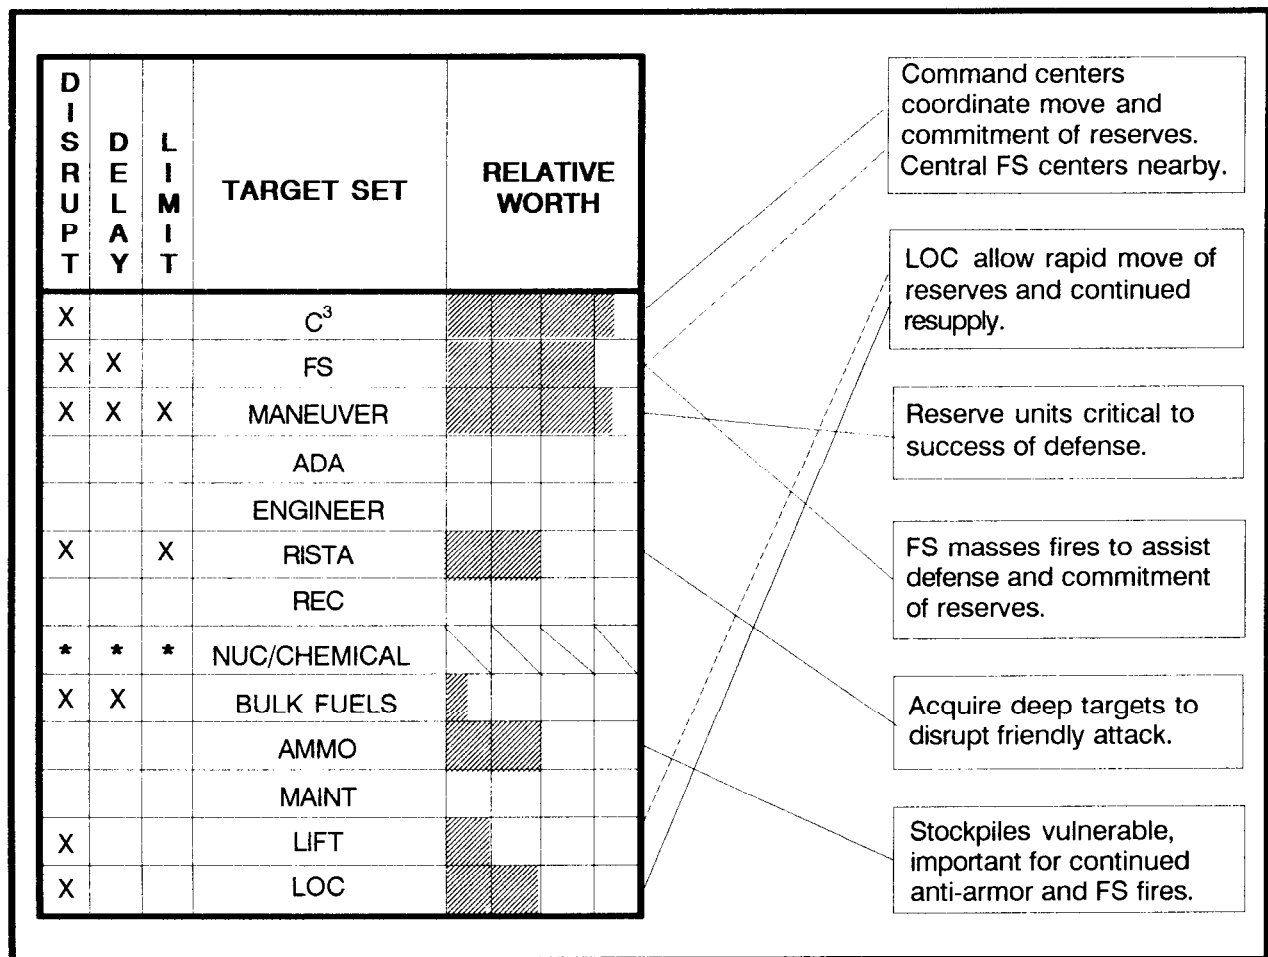 DISRUPT DELAY LIMIT TARGET SET RELATIVE
WORTH
X C³
X X FS
X X X MANEUVER
ADA
ENGINEER
X X RISTA
REC
* * * NUC/CHEMICAL
X X BULK FUELS
AMMO
MAINT
X LIFT
X LOC
Command centers
coordinate move and
commitment of reserves.
Central FS centers nearby.
LOC allow rapid move of
reserves and continued
resupply.
Reserve units critical to
success of defense.
FS masses fires to assist
defense and commitment
of reserves.
Acquire deep targets to
disrupt friendly attack.
Stockpiles vulnerable,
important for continued
anti-armor and FS fires.